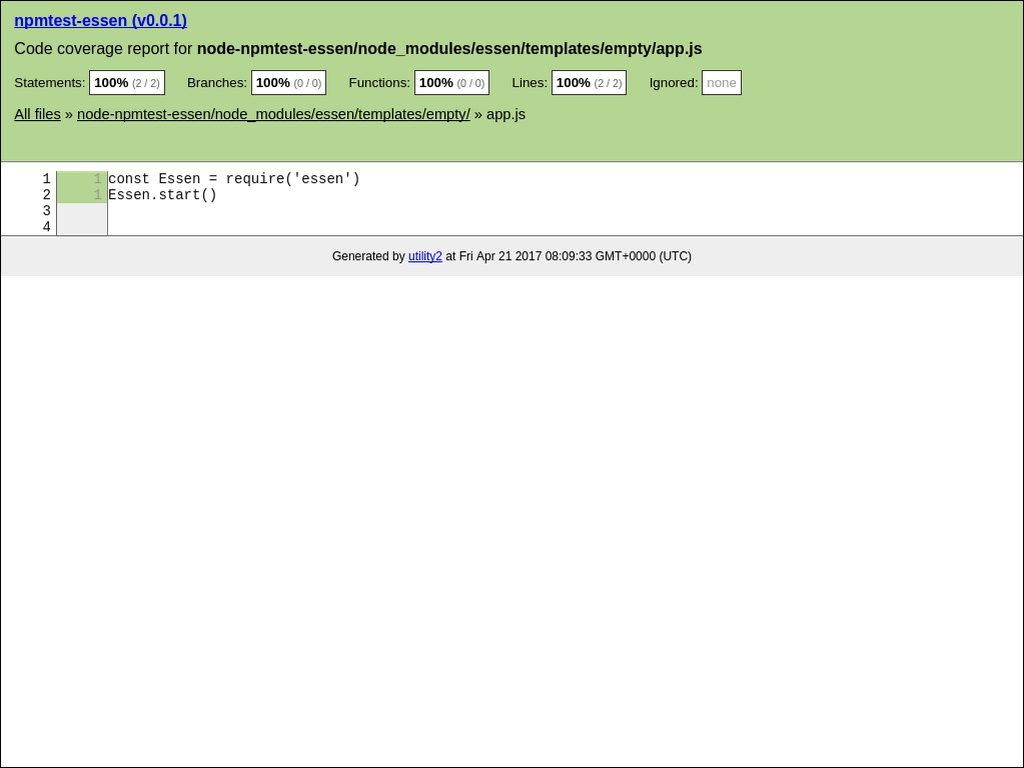 npmtest-essen (v0.0.1)
Code coverage report for node-npmtest-essen/node_modules/essen/templates/empty/app.js
Statements: 100% (2 / 2) Branches: 100% (0 / 0) Functions: 100% (0 / 0) Lines: 100% (2 / 2) Ignored: none
All files » node-npmtest-essen/node_modules/essen/templates/empty/ » app.js
1 1 const Essen = require('essen')
2 1 Essen.start()
3
4
Generated by utility2 at Fri Apr 21 2017 08:09:33 GMT+0000 (UTC)